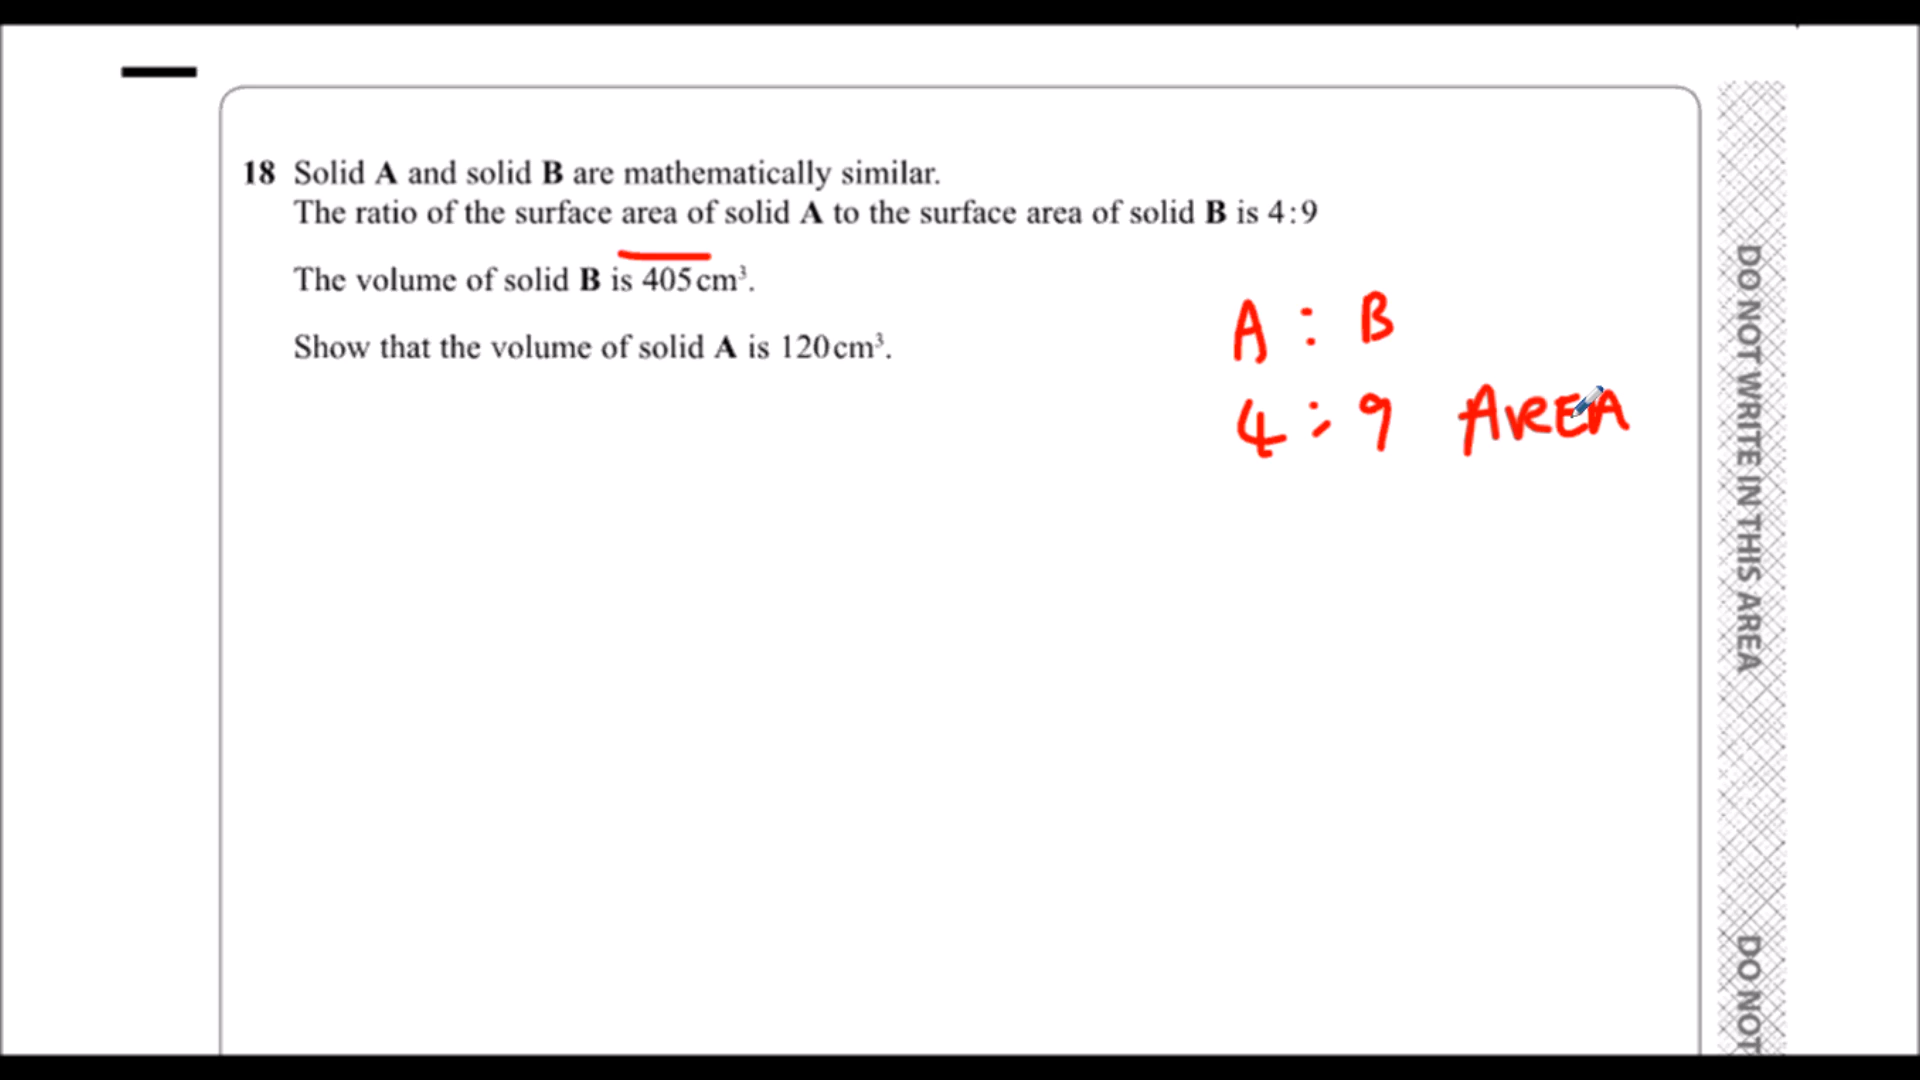 18 Solid A and solid B are mathematically similar.
The ratio of the surface area of solid A to the surface area of solid B is 4:9
The volume of solid B is 405 cm³.
Show that the volume of solid A is 120 cm³.
A : B
4 : 9 AREA
DO NOT WRITE IN THIS AREA
DO NOT